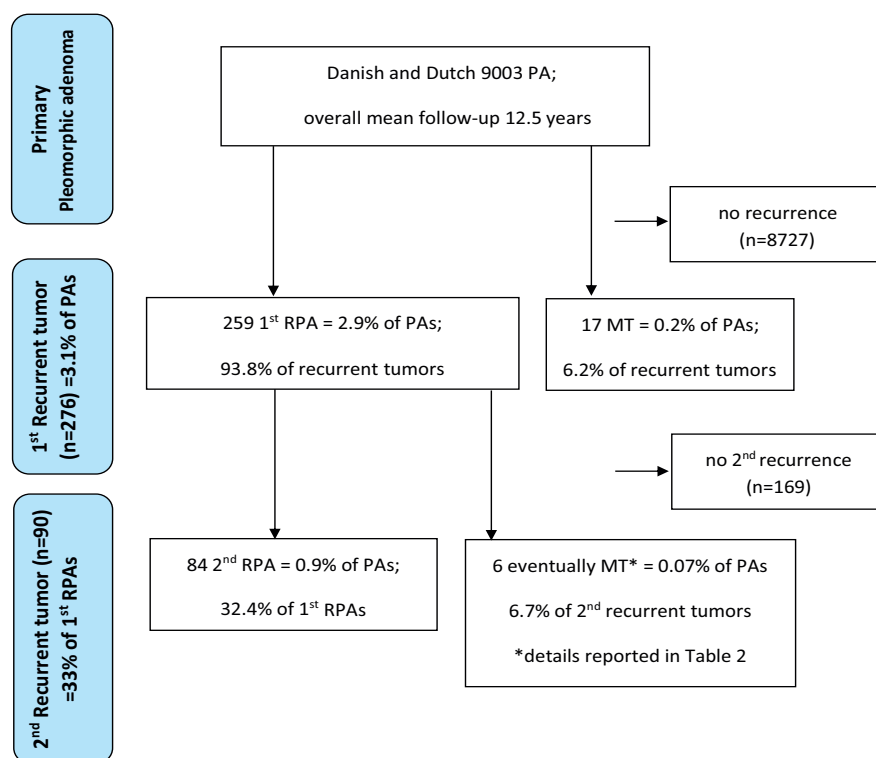 Primary
Pleomorphic adenoma
Danish and Dutch 9003 PA;
overall mean follow-up 12.5 years
no recurrence
(n=8727)
1st Recurrent tumor
(n=276) =3.1% of PAs
259 1st RPA = 2.9% of PAs;
93.8% of recurrent tumors
17 MT = 0.2% of PAs;
6.2% of recurrent tumors
no 2nd recurrence
(n=169)
2nd Recurrent tumor (n=90)
=33% of 1st RPAs
84 2nd RPA = 0.9% of PAs;
32.4% of 1st RPAs
6 eventually MT* = 0.07% of PAs
6.7% of 2nd recurrent tumors
*details reported in Table 2